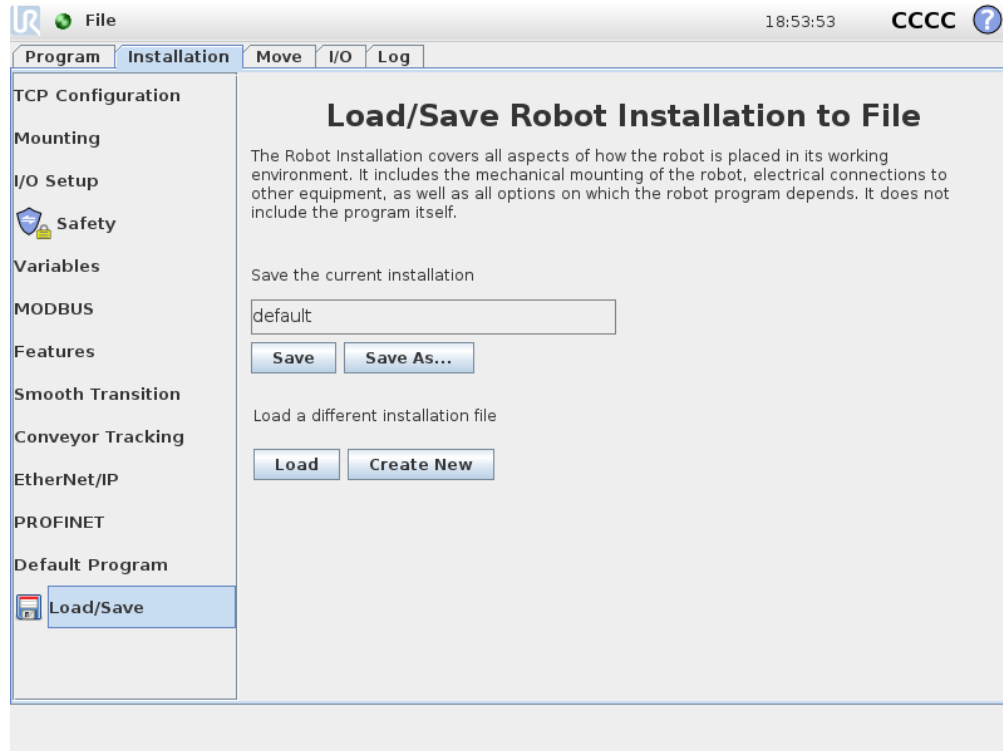 UR File 18:53:53 CCCC ?
Program Installation Move I/O Log
TCP Configuration
Mounting
I/O Setup
Safety
Variables
MODBUS
Features
Smooth Transition
Conveyor Tracking
EtherNet/IP
PROFINET
Default Program
Load/Save
Load/Save Robot Installation to File
The Robot Installation covers all aspects of how the robot is placed in its working
environment. It includes the mechanical mounting of the robot, electrical connections to
other equipment, as well as all options on which the robot program depends. It does not
include the program itself.
Save the current installation
default
Save Save As...
Load a different installation file
Load Create New